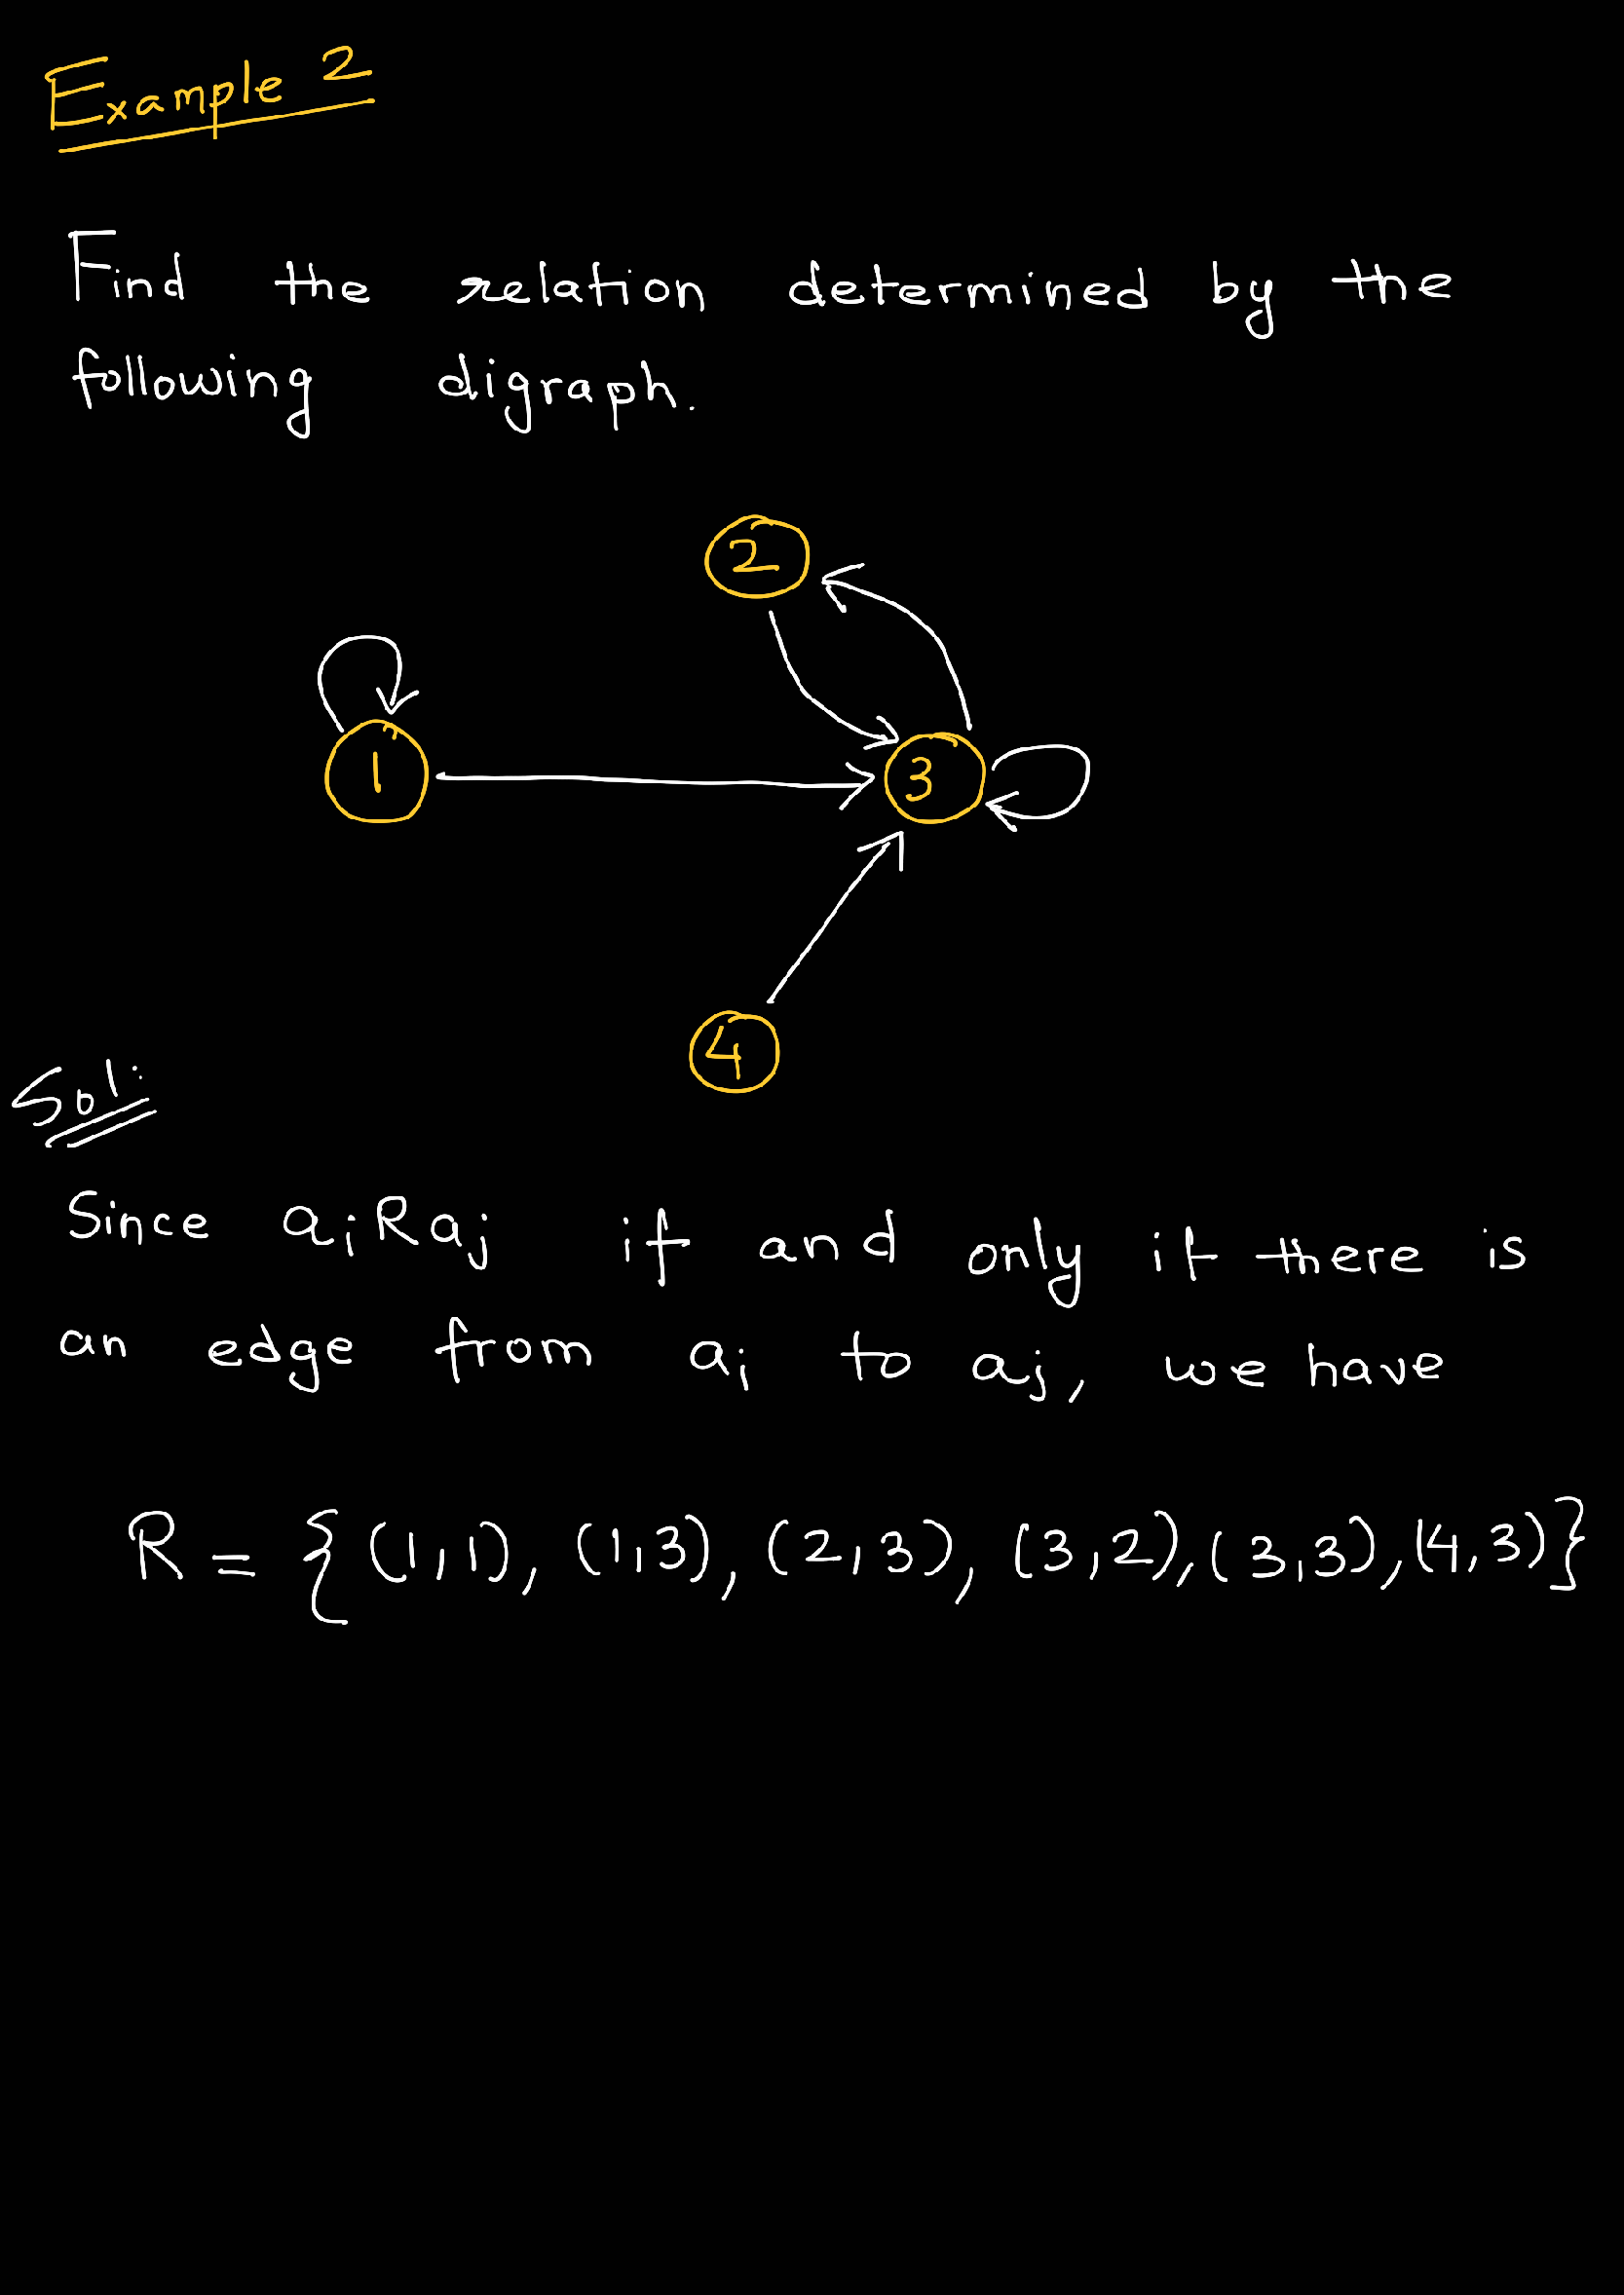 Example 2
Find the relation determined by the
following digraph.
2
1
3
4
Sol:
Since aᵢRaⱼ if and only if there is
an edge from aᵢ to aⱼ, we have
R = {(1,1), (1,3), (2,3), (3,2), (3,3), (4,3)}